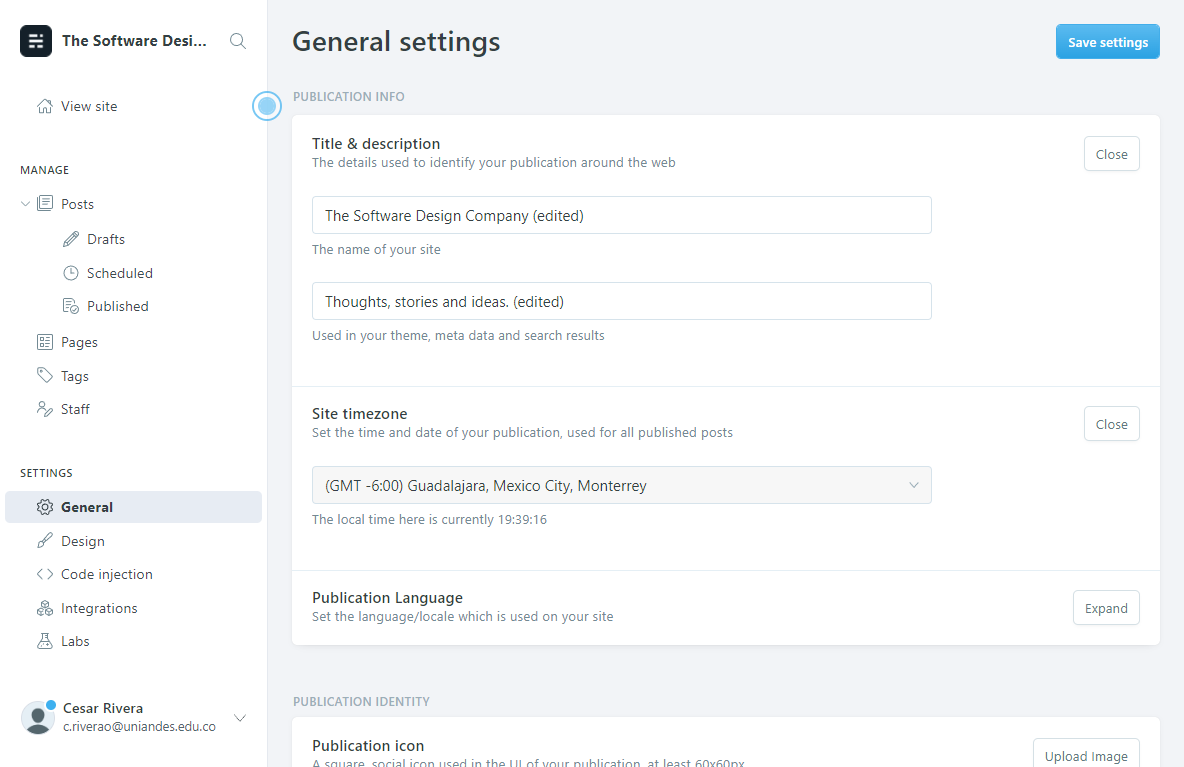 The Software Desi...
View site
MANAGE
Posts
Drafts
Scheduled
Published
Pages
Tags
Staff
SETTINGS
General
Design
Code injection
Integrations
Labs
Cesar Rivera
c.riverao@uniandes.edu.co
General settings
Save settings
PUBLICATION INFO
Title & description
The details used to identify your publication around the web
Close
The Software Design Company (edited)
The name of your site
Thoughts, stories and ideas. (edited)
Used in your theme, meta data and search results
Site timezone
Set the time and date of your publication, used for all published posts
Close
(GMT -6:00) Guadalajara, Mexico City, Monterrey
The local time here is currently 19:39:16
Publication Language
Set the language/locale which is used on your site
Expand
PUBLICATION IDENTITY
Publication icon
A square, social icon used in the UI of your publication, at least 60x60px
Upload Image